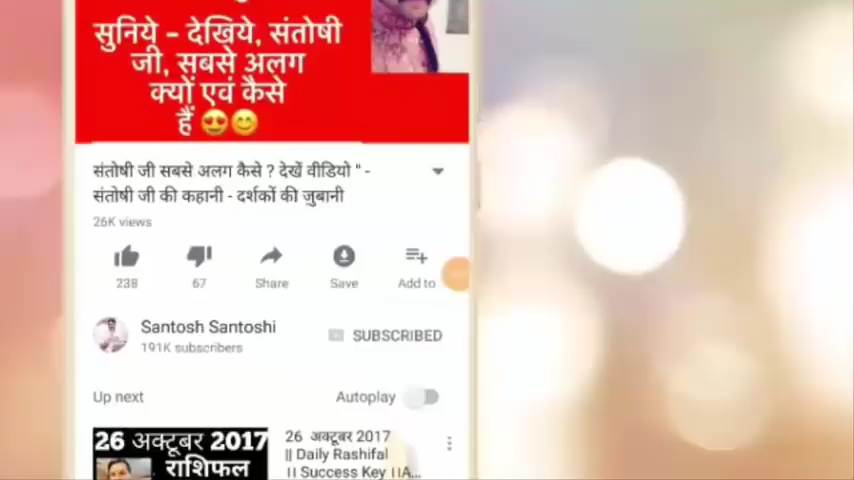 सुनिये - देखिये, संतोषी
जी, सबसे अलग
क्यों एवं कैसे
हैं 😍😊
संतोषी जी सबसे अलग कैसे ? देखें वीडियो " -
संतोषी जी की कहानी - दर्शकों की जुबानी
26K views
238
67
Share
Save
Add to
Santosh Santoshi
191K subscribers
SUBSCRIBED
Up next
Autoplay
26 अक्टूबर 2017
राशिफल
26 अक्टूबर 2017
|| Daily Rashifal
|| Success Key ||A...